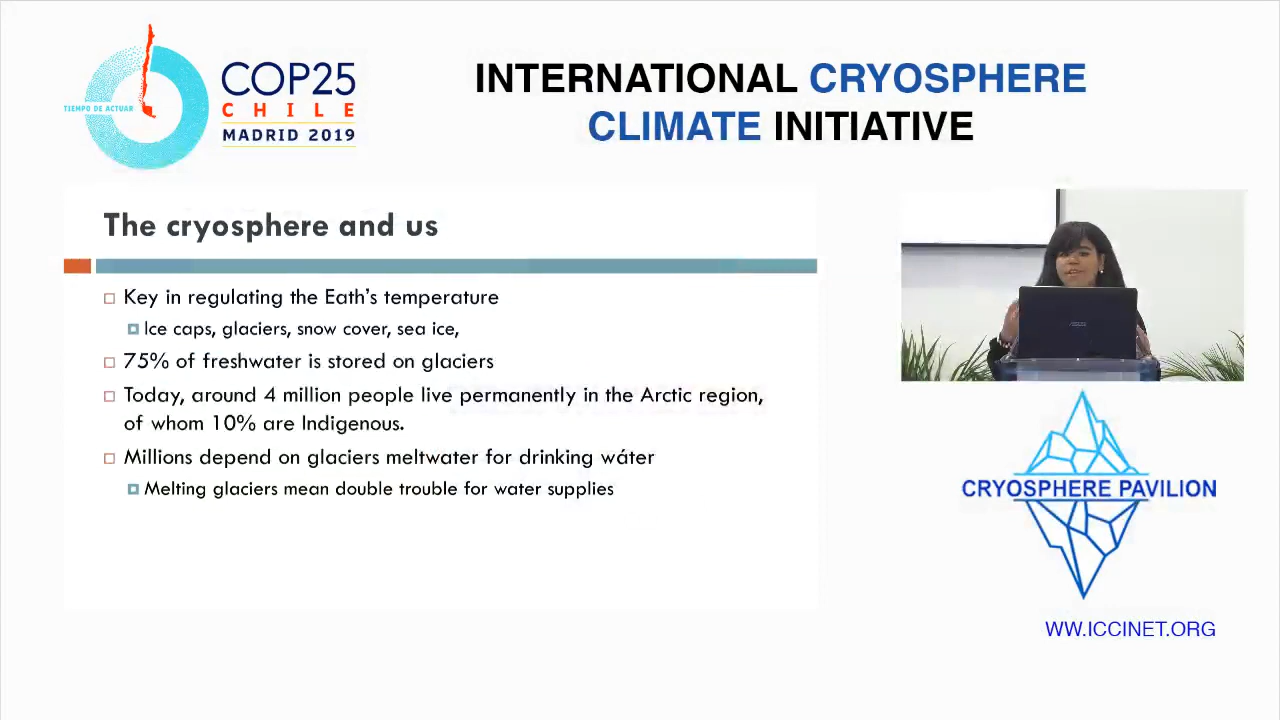 TIEMPO DE ACTUAR
COP25
CHILE
MADRID 2019
INTERNATIONAL CRYOSPHERE
CLIMATE INITIATIVE
The cryosphere and us
Key in regulating the Eath's temperature
Ice caps, glaciers, snow cover, sea ice,
75% of freshwater is stored on glaciers
Today, around 4 million people live permanently in the Arctic region,
of whom 10% are Indigenous.
Millions depend on glaciers meltwater for drinking wáter
Melting glaciers mean double trouble for water supplies
CRYOSPHERE PAVILION
WW.ICCINET.ORG